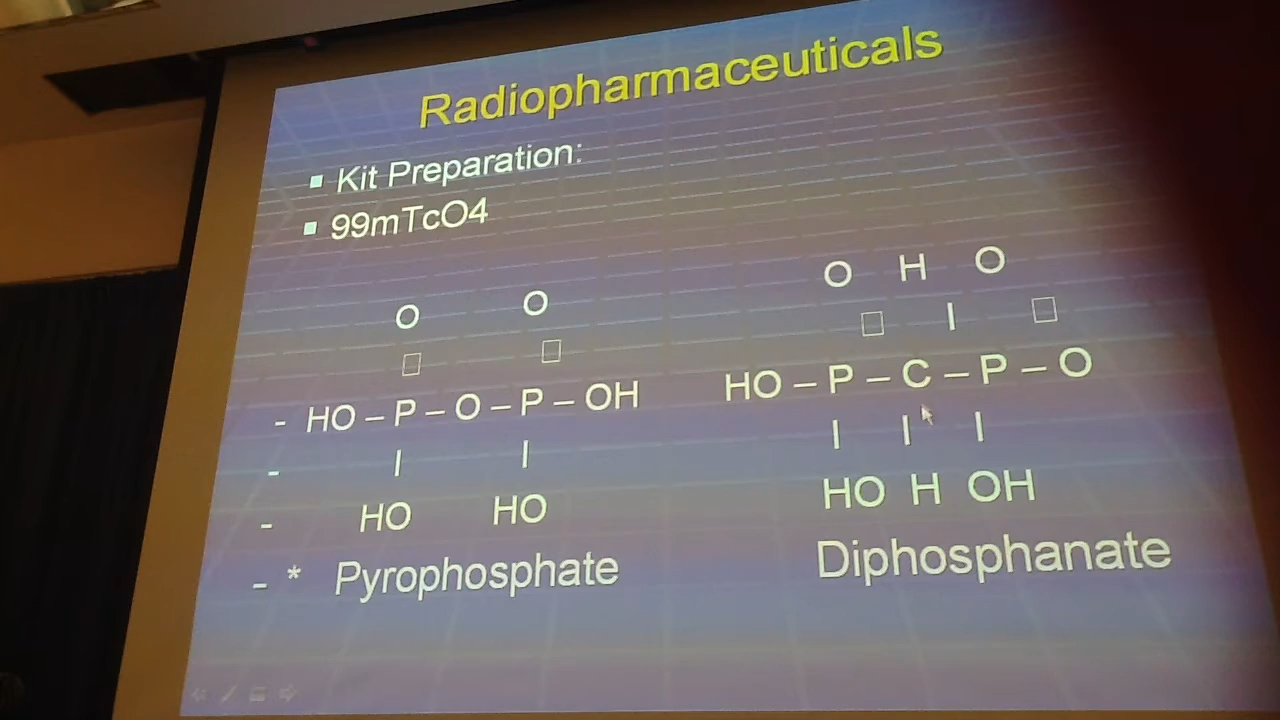 Radiopharmaceuticals
▪ Kit Preparation:
▪ 99mTcO4
O O O H O
□ □ □ I □
- HO – P – O – P – OH HO – P – C – P – O
- I I I I I
- HO HO HO H OH
- * Pyrophosphate Diphosphanate